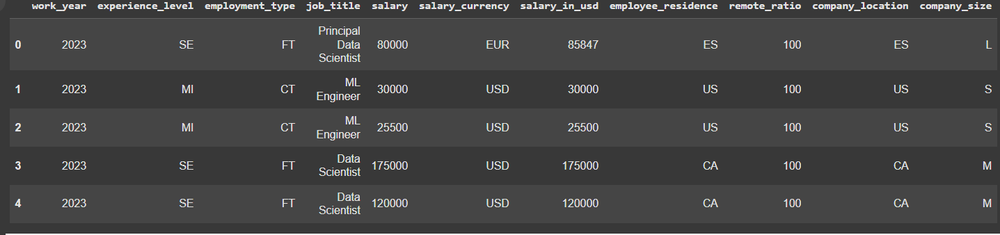 work_year experience_level employment_type job_title salary salary_currency salary_in_usd employee_residence remote_ratio company_location company_size
0 2023 SE FT Principal Data Scientist 80000 EUR 85847 ES 100 ES L
1 2023 MI CT ML Engineer 30000 USD 30000 US 100 US S
2 2023 MI CT ML Engineer 25500 USD 25500 US 100 US S
3 2023 SE FT Data Scientist 175000 USD 175000 CA 100 CA M
4 2023 SE FT Data Scientist 120000 USD 120000 CA 100 CA M